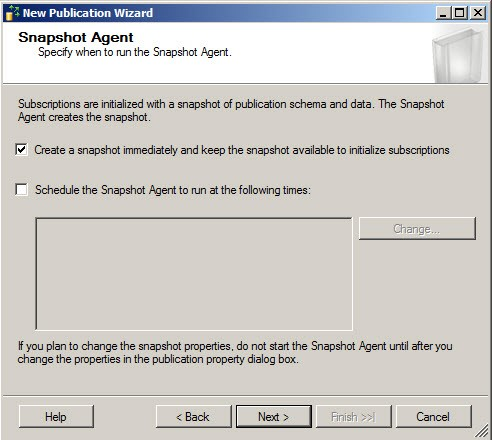 New Publication Wizard
Snapshot Agent
Specify when to run the Snapshot Agent.
Subscriptions are initialized with a snapshot of publication schema and data. The Snapshot
Agent creates the snapshot.
Create a snapshot immediately and keep the snapshot available to initialize subscriptions
Schedule the Snapshot Agent to run at the following times:
Change...
If you plan to change the snapshot properties, do not start the Snapshot Agent until after you
change the properties in the publication property dialog box.
Help < Back Next > Finish >>| Cancel